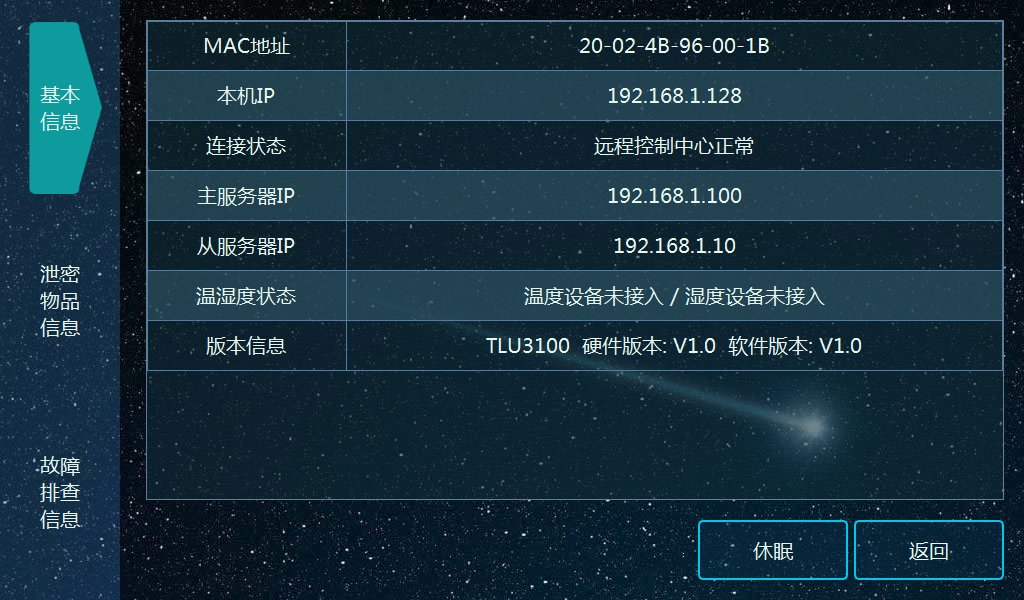 基本
信息
泄密
物品
信息
故障
排查
信息
MAC地址 20-02-4B-96-00-1B
本机IP 192.168.1.128
连接状态 远程控制中心正常
主服务器IP 192.168.1.100
从服务器IP 192.168.1.10
温湿度状态 温度设备未接入 / 湿度设备未接入
版本信息 TLU3100 硬件版本: V1.0 软件版本: V1.0
休眠 返回